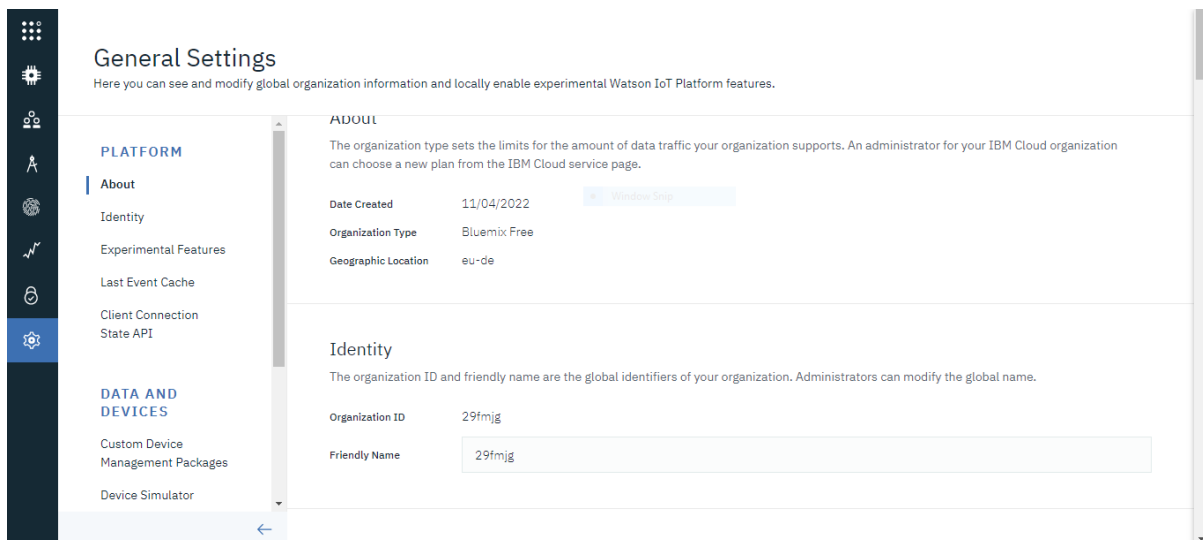 General Settings
Here you can see and modify global organization information and locally enable experimental Watson IoT Platform features.
PLATFORM
About
Identity
Experimental Features
Last Event Cache
Client Connection
State API
DATA AND
DEVICES
Custom Device
Management Packages
Device Simulator
About
The organization type sets the limits for the amount of data traffic your organization supports. An administrator for your IBM Cloud organization
can choose a new plan from the IBM Cloud service page.
Window Snip
Date Created 11/04/2022
Organization Type Bluemix Free
Geographic Location eu-de
Identity
The organization ID and friendly name are the global identifiers of your organization. Administrators can modify the global name.
Organization ID 29fmjg
Friendly Name 29fmjg